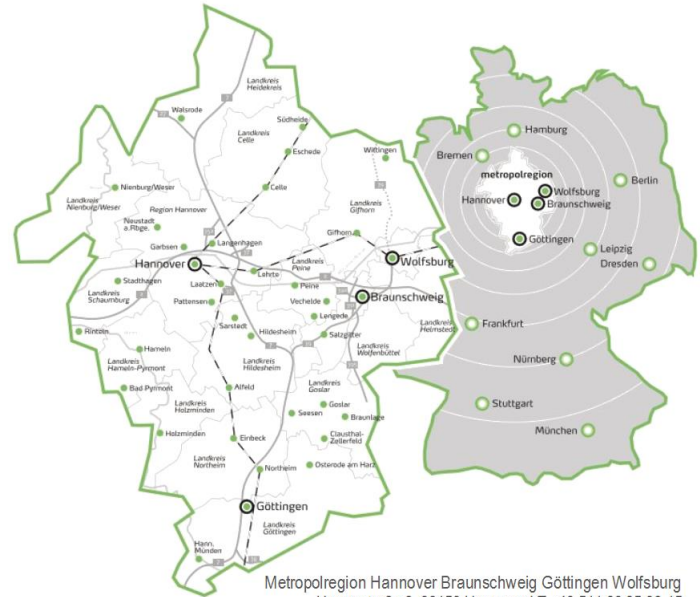 Landkreis
Heidekreis
Walsrode
Südheide
Landkreis
Celle
Eschede
Wittingen
Nienburg/Weser
Celle
Landkreis
Nienburg/Weser
Region Hannover
Landkreis
Gifhorn
Neustadt
a.Rbge.
Gifhorn
Garbsen
Langenhagen
Hannover
Wolfsburg
Lehrte
Landkreis
Peine
Stadthagen
Laatzen
Peine
Landkreis
Schaumburg
Pattensen
Vechelde
Braunschweig
Lengede
Sarstedt
Rinteln
Hildesheim
Salzgitter
Landkreis
Helmstedt
Hameln
Landkreis
Wolfenbüttel
Landkreis
Hameln-Pyrmont
Landkreis
Hildesheim
Bad Pyrmont
Alfeld
Landkreis
Goslar
Landkreis
Holzminden
Goslar
Seesen
Braunlage
Holzminden
Einbeck
Clausthal-
Zellerfeld
Landkreis
Northeim
Northeim
Osterode am Harz
Göttingen
Landkreis
Göttingen
Hann.
Münden
Hamburg
Bremen
metropolregion
Berlin
Wolfsburg
Hannover
Braunschweig
Göttingen
Leipzig
Dresden
Frankfurt
Nürnberg
Stuttgart
München
Metropolregion Hannover Braunschweig Göttingen Wolfsburg